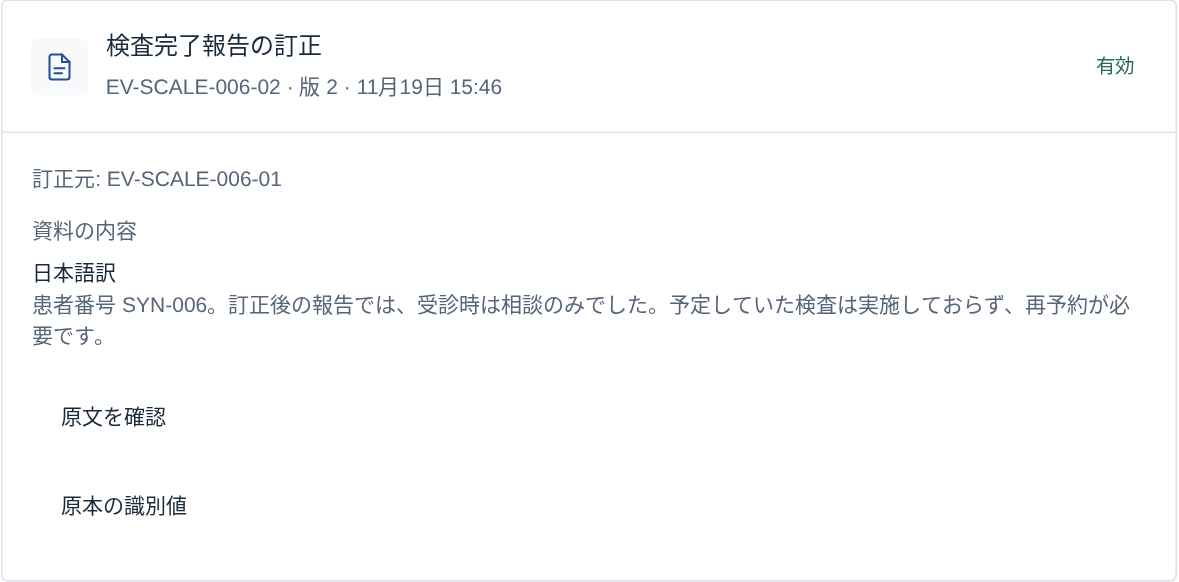 検査完了報告の訂正
EV-SCALE-006-02 · 版 2 · 11月19日 15:46
有効
訂正元: EV-SCALE-006-01
資料の内容
日本語訳
患者番号 SYN-006。訂正後の報告では、受診時は相談のみでした。予定していた検査は実施しておらず、再予約が必
要です。
原文を確認
原本の識別値